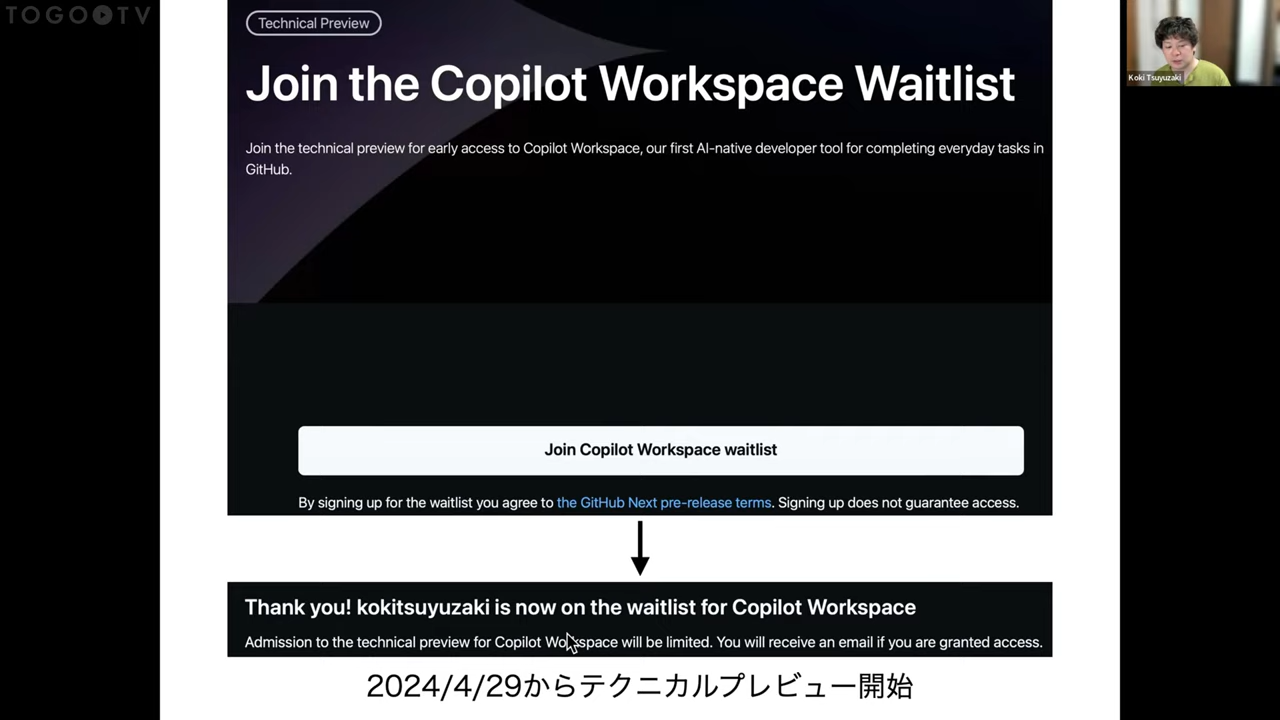 TOGO TV
Technical Preview
Koki Tsuyuzaki
Join the Copilot Workspace Waitlist
Join the technical preview for early access to Copilot Workspace, our first AI-native developer tool for completing everyday tasks in
GitHub.
Join Copilot Workspace waitlist
By signing up for the waitlist you agree to the GitHub Next pre-release terms. Signing up does not guarantee access.
Thank you! kokitsuyuzaki is now on the waitlist for Copilot Workspace
Admission to the technical preview for Copilot Workspace will be limited. You will receive an email if you are granted access.
2024/4/29からテクニカルプレビュー開始